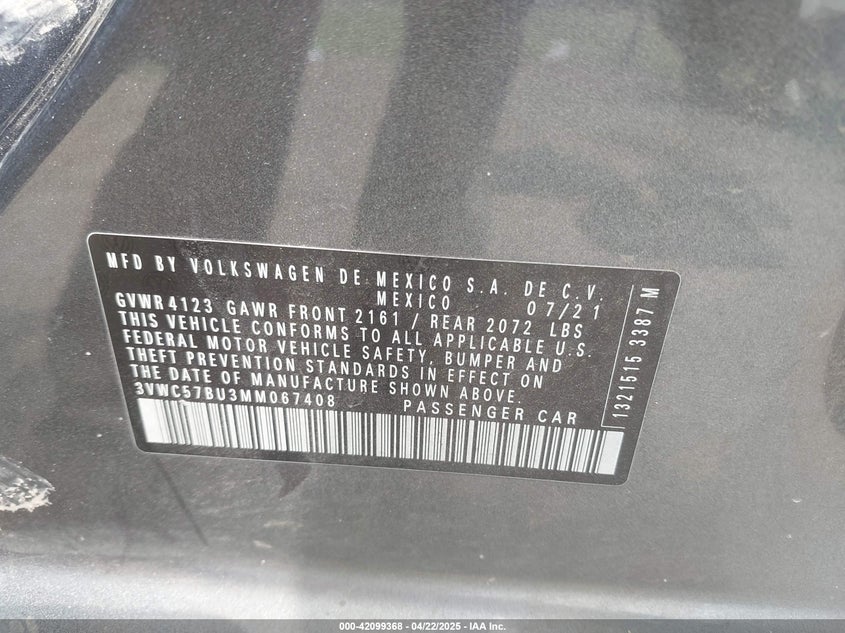 MFD BY VOLKSWAGEN DE MEXICO S.A. DE C.V.
MEXICO 07/21
GVWR 4123 GAWR FRONT 2161 / REAR 2072 LBS
THIS VEHICLE CONFORMS TO ALL APPLICABLE U.S.
FEDERAL MOTOR VEHICLE SAFETY, BUMPER AND
THEFT PREVENTION STANDARDS IN EFFECT ON
THE DATE OF MANUFACTURE SHOWN ABOVE.
3VWC57BU3MM067408 PASSENGER CAR
1321515 3387 M
000-42099368 - 04/22/2025 - IAA Inc.